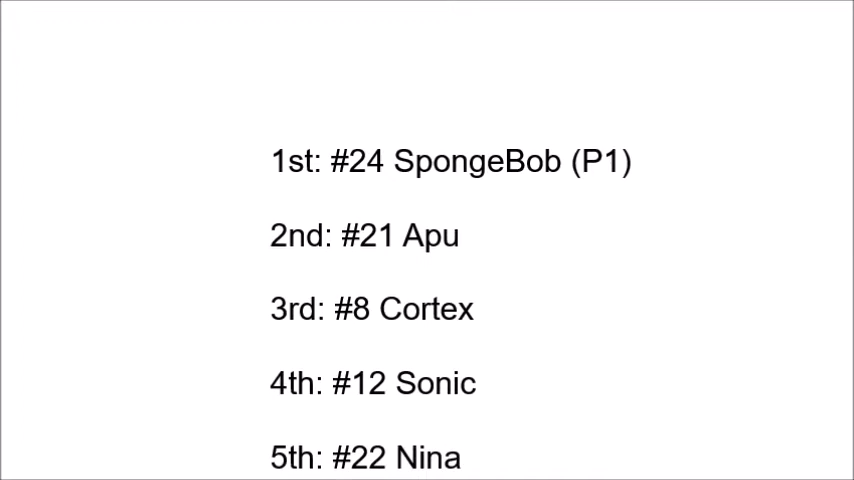 1st: #24 SpongeBob (P1)
2nd: #21 Apu
3rd: #8 Cortex
4th: #12 Sonic
5th: #22 Nina